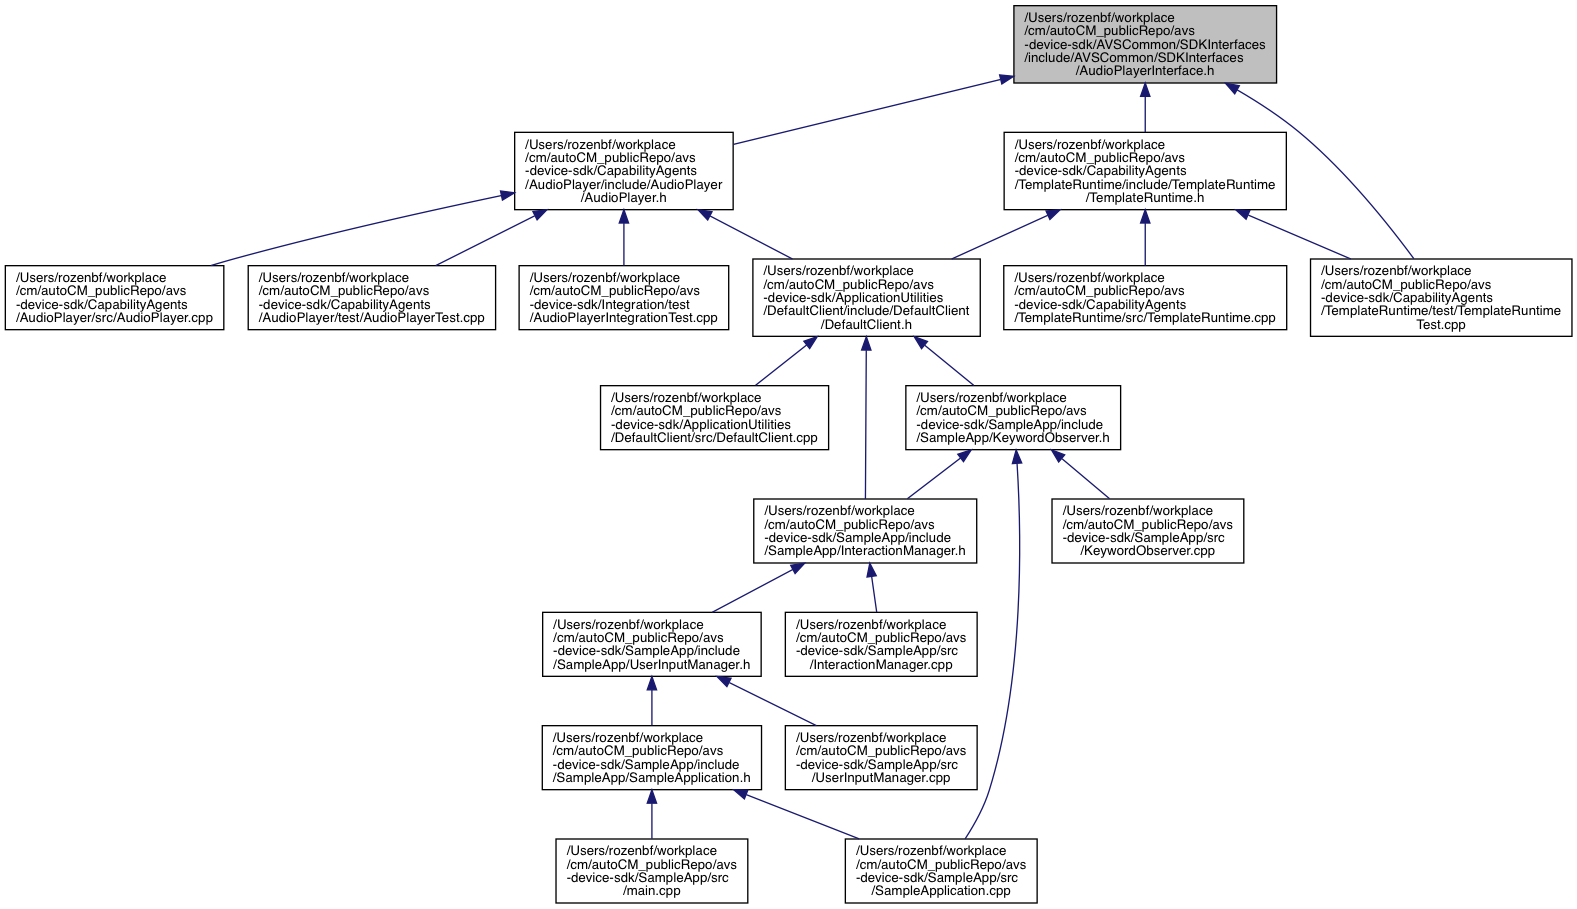 /Users/rozenbf/workplace
/cm/autoCM_publicRepo/avs
-device-sdk/AVSCommon/SDKInterfaces
/include/AVSCommon/SDKInterfaces
/AudioPlayerInterface.h
/Users/rozenbf/workplace
/cm/autoCM_publicRepo/avs
-device-sdk/CapabilityAgents
/AudioPlayer/include/AudioPlayer
/AudioPlayer.h
/Users/rozenbf/workplace
/cm/autoCM_publicRepo/avs
-device-sdk/CapabilityAgents
/TemplateRuntime/include/TemplateRuntime
/TemplateRuntime.h
/Users/rozenbf/workplace
/cm/autoCM_publicRepo/avs
-device-sdk/CapabilityAgents
/AudioPlayer/src/AudioPlayer.cpp
/Users/rozenbf/workplace
/cm/autoCM_publicRepo/avs
-device-sdk/CapabilityAgents
/AudioPlayer/test/AudioPlayerTest.cpp
/Users/rozenbf/workplace
/cm/autoCM_publicRepo/avs
-device-sdk/Integration/test
/AudioPlayerIntegrationTest.cpp
/Users/rozenbf/workplace
/cm/autoCM_publicRepo/avs
-device-sdk/ApplicationUtilities
/DefaultClient/include/DefaultClient
/DefaultClient.h
/Users/rozenbf/workplace
/cm/autoCM_publicRepo/avs
-device-sdk/CapabilityAgents
/TemplateRuntime/src/TemplateRuntime.cpp
/Users/rozenbf/workplace
/cm/autoCM_publicRepo/avs
-device-sdk/CapabilityAgents
/TemplateRuntime/test/TemplateRuntime
Test.cpp
/Users/rozenbf/workplace
/cm/autoCM_publicRepo/avs
-device-sdk/ApplicationUtilities
/DefaultClient/src/DefaultClient.cpp
/Users/rozenbf/workplace
/cm/autoCM_publicRepo/avs
-device-sdk/SampleApp/include
/SampleApp/KeywordObserver.h
/Users/rozenbf/workplace
/cm/autoCM_publicRepo/avs
-device-sdk/SampleApp/include
/SampleApp/InteractionManager.h
/Users/rozenbf/workplace
/cm/autoCM_publicRepo/avs
-device-sdk/SampleApp/src
/KeywordObserver.cpp
/Users/rozenbf/workplace
/cm/autoCM_publicRepo/avs
-device-sdk/SampleApp/include
/SampleApp/UserInputManager.h
/Users/rozenbf/workplace
/cm/autoCM_publicRepo/avs
-device-sdk/SampleApp/src
/InteractionManager.cpp
/Users/rozenbf/workplace
/cm/autoCM_publicRepo/avs
-device-sdk/SampleApp/include
/SampleApp/SampleApplication.h
/Users/rozenbf/workplace
/cm/autoCM_publicRepo/avs
-device-sdk/SampleApp/src
/UserInputManager.cpp
/Users/rozenbf/workplace
/cm/autoCM_publicRepo/avs
-device-sdk/SampleApp/src
/main.cpp
/Users/rozenbf/workplace
/cm/autoCM_publicRepo/avs
-device-sdk/SampleApp/src
/SampleApplication.cpp